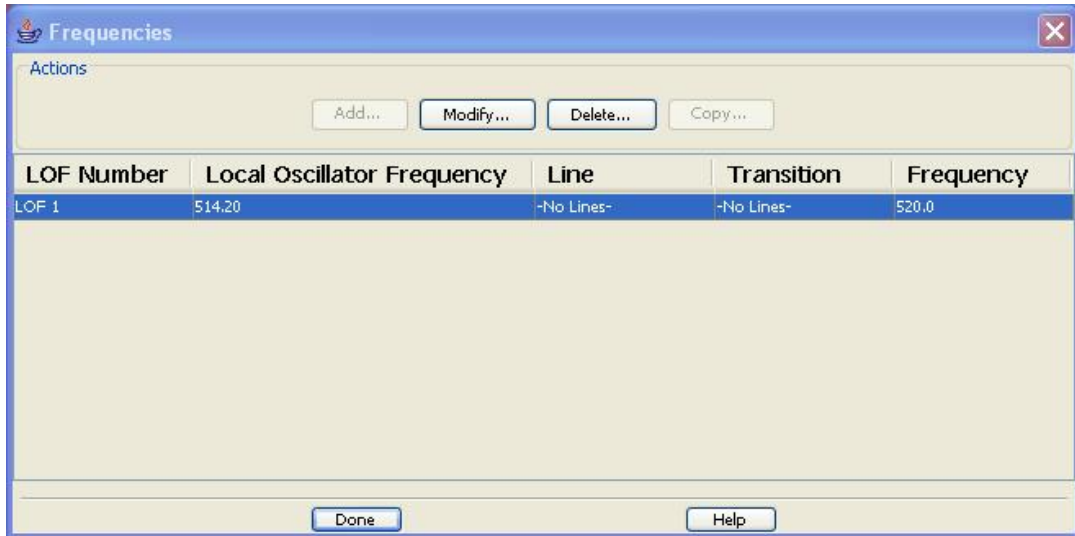 Frequencies
Actions
Add... Modify... Delete... Copy...
LOF Number Local Oscillator Frequency Line Transition Frequency
LOF 1 514.20 -No Lines- -No Lines- 520.0
Done Help